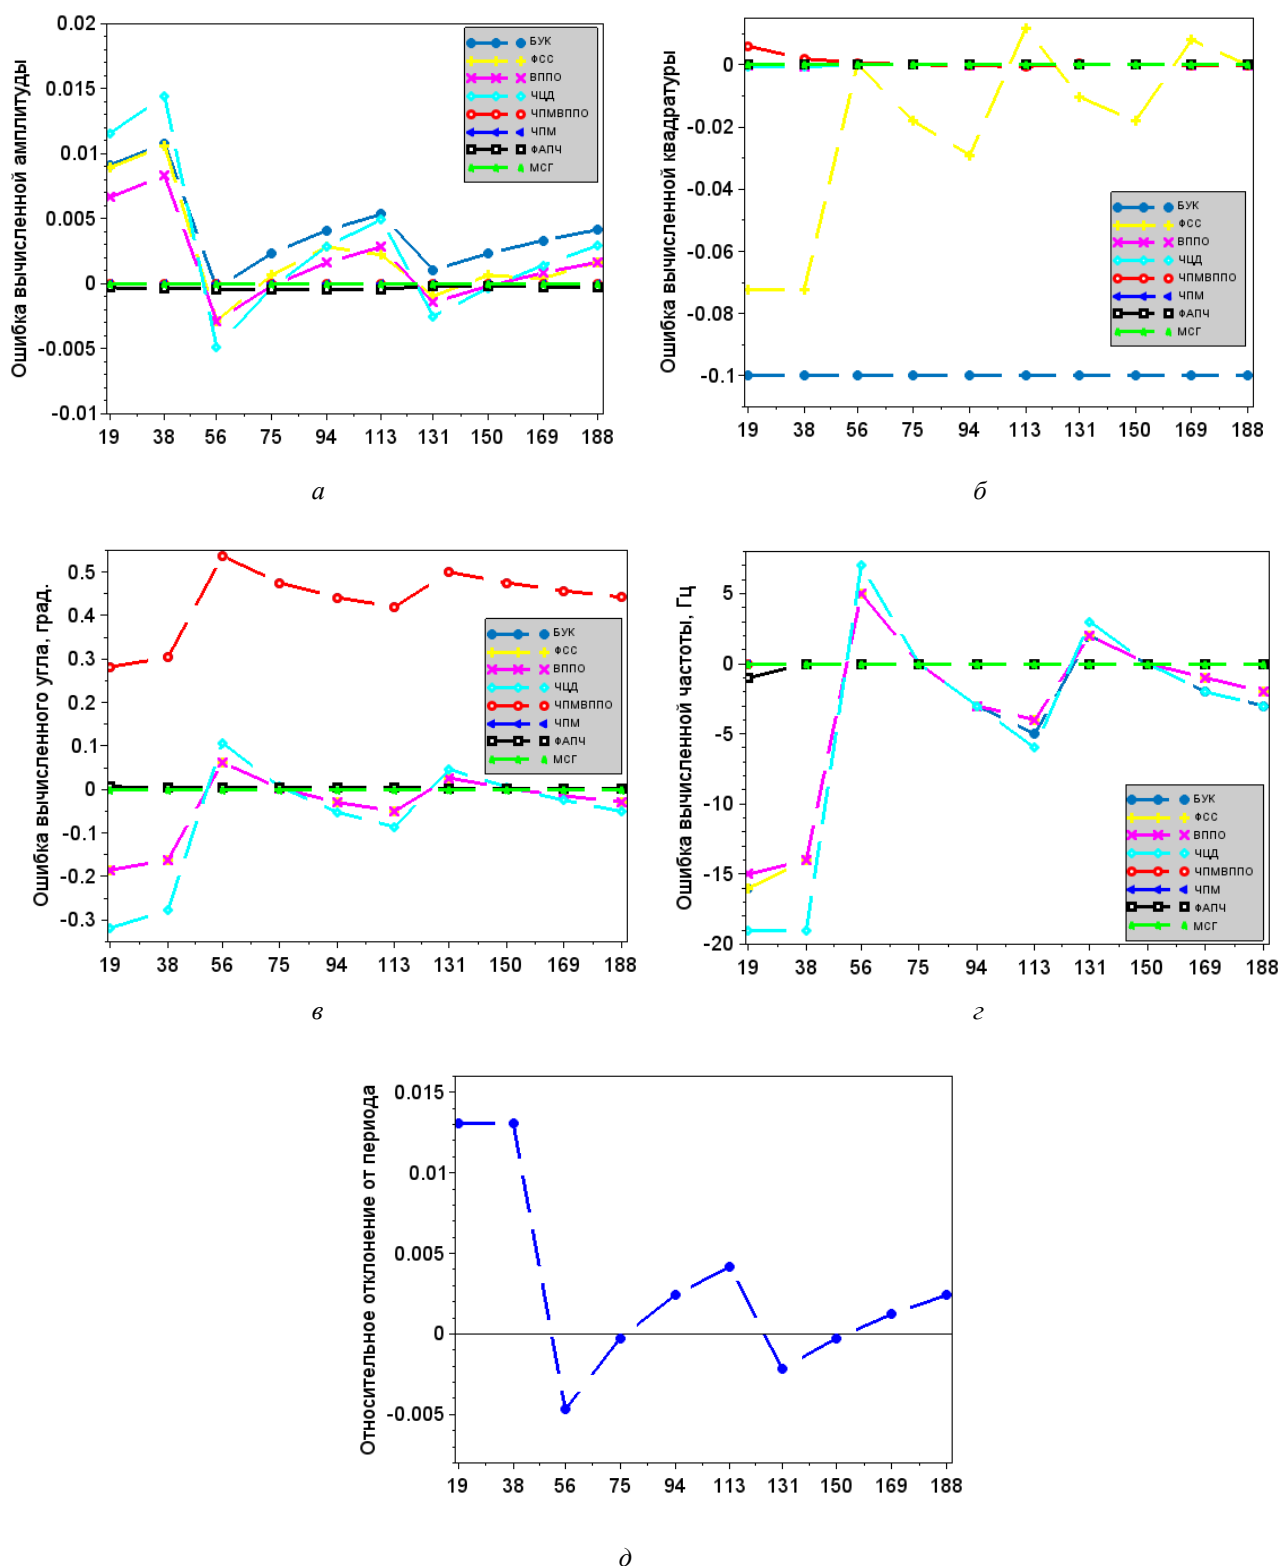 Ошибка вычисленной амплитуды
0.02
0.015
0.01
0.005
0
-0.005
-0.01
19 38 56 75 94 113 131 150 169 188
БУК
ФСС
ВППО
ЧЦД
ЧПМВППО
ЧПМ
ФАПЧ
МСГ
а
Ошибка вычисленной квадратуры
0
-0.02
-0.04
-0.06
-0.08
-0.1
19 38 56 75 94 113 131 150 169 188
БУК
ФСС
ВППО
ЧЦД
ЧПМВППО
ЧПМ
ФАПЧ
МСГ
б
Ошибка вычисленного угла, град.
0.5
0.4
0.3
0.2
0.1
0
-0.1
-0.2
-0.3
19 38 56 75 94 113 131 150 169 188
БУК
ФСС
ВППО
ЧЦД
ЧПМВППО
ЧПМ
ФАПЧ
МСГ
в
Ошибка вычисленной частоты, Гц
5
0
-5
-10
-15
-20
19 38 56 75 94 113 131 150 169 188
БУК
ФСС
ВППО
ЧЦД
ЧПМВППО
ЧПМ
ФАПЧ
МСГ
г
Относительное отклонение от периода
0.015
0.01
0.005
0
-0.005
19 38 56 75 94 113 131 150 169 188
д